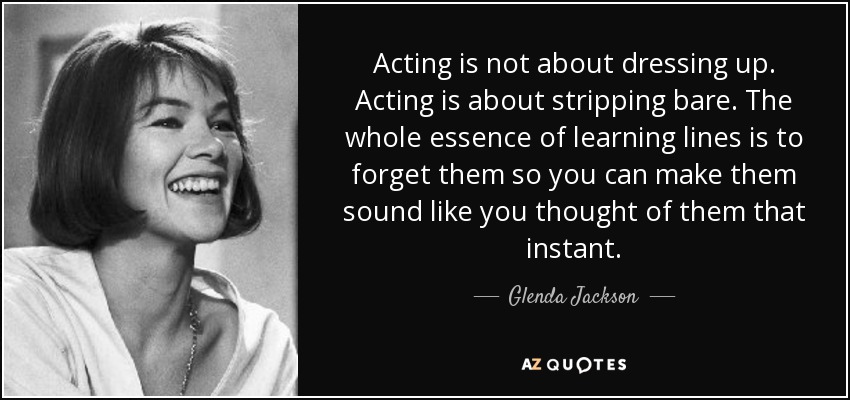 Acting is not about dressing up.
Acting is about stripping bare. The
whole essence of learning lines is to
forget them so you can make them
sound like you thought of them that
instant.
Glenda Jackson
AZ QUOTES